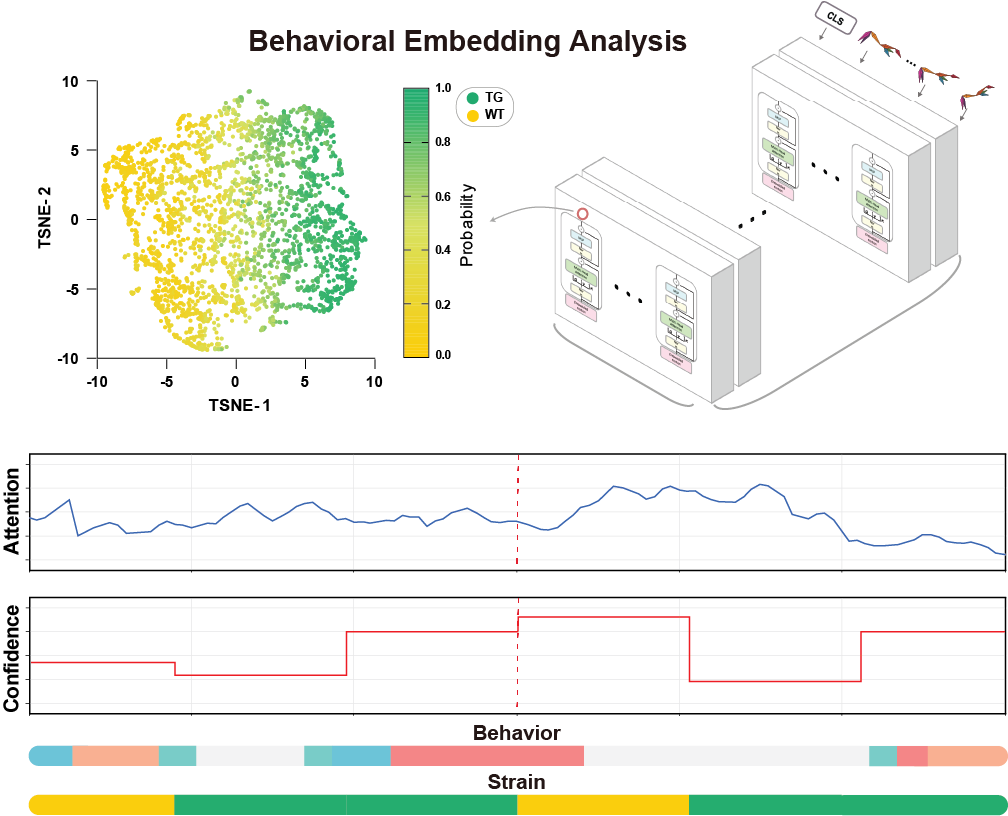 Behavioral Embedding Analysis
CLS
10
5
0
-5
-10
-10
-5
0
5
10
TSNE-2
TSNE-1
1.0
0.8
0.6
0.4
0.2
0.0
Probability
TG
WT
Attention
Confidence
Behavior
Strain